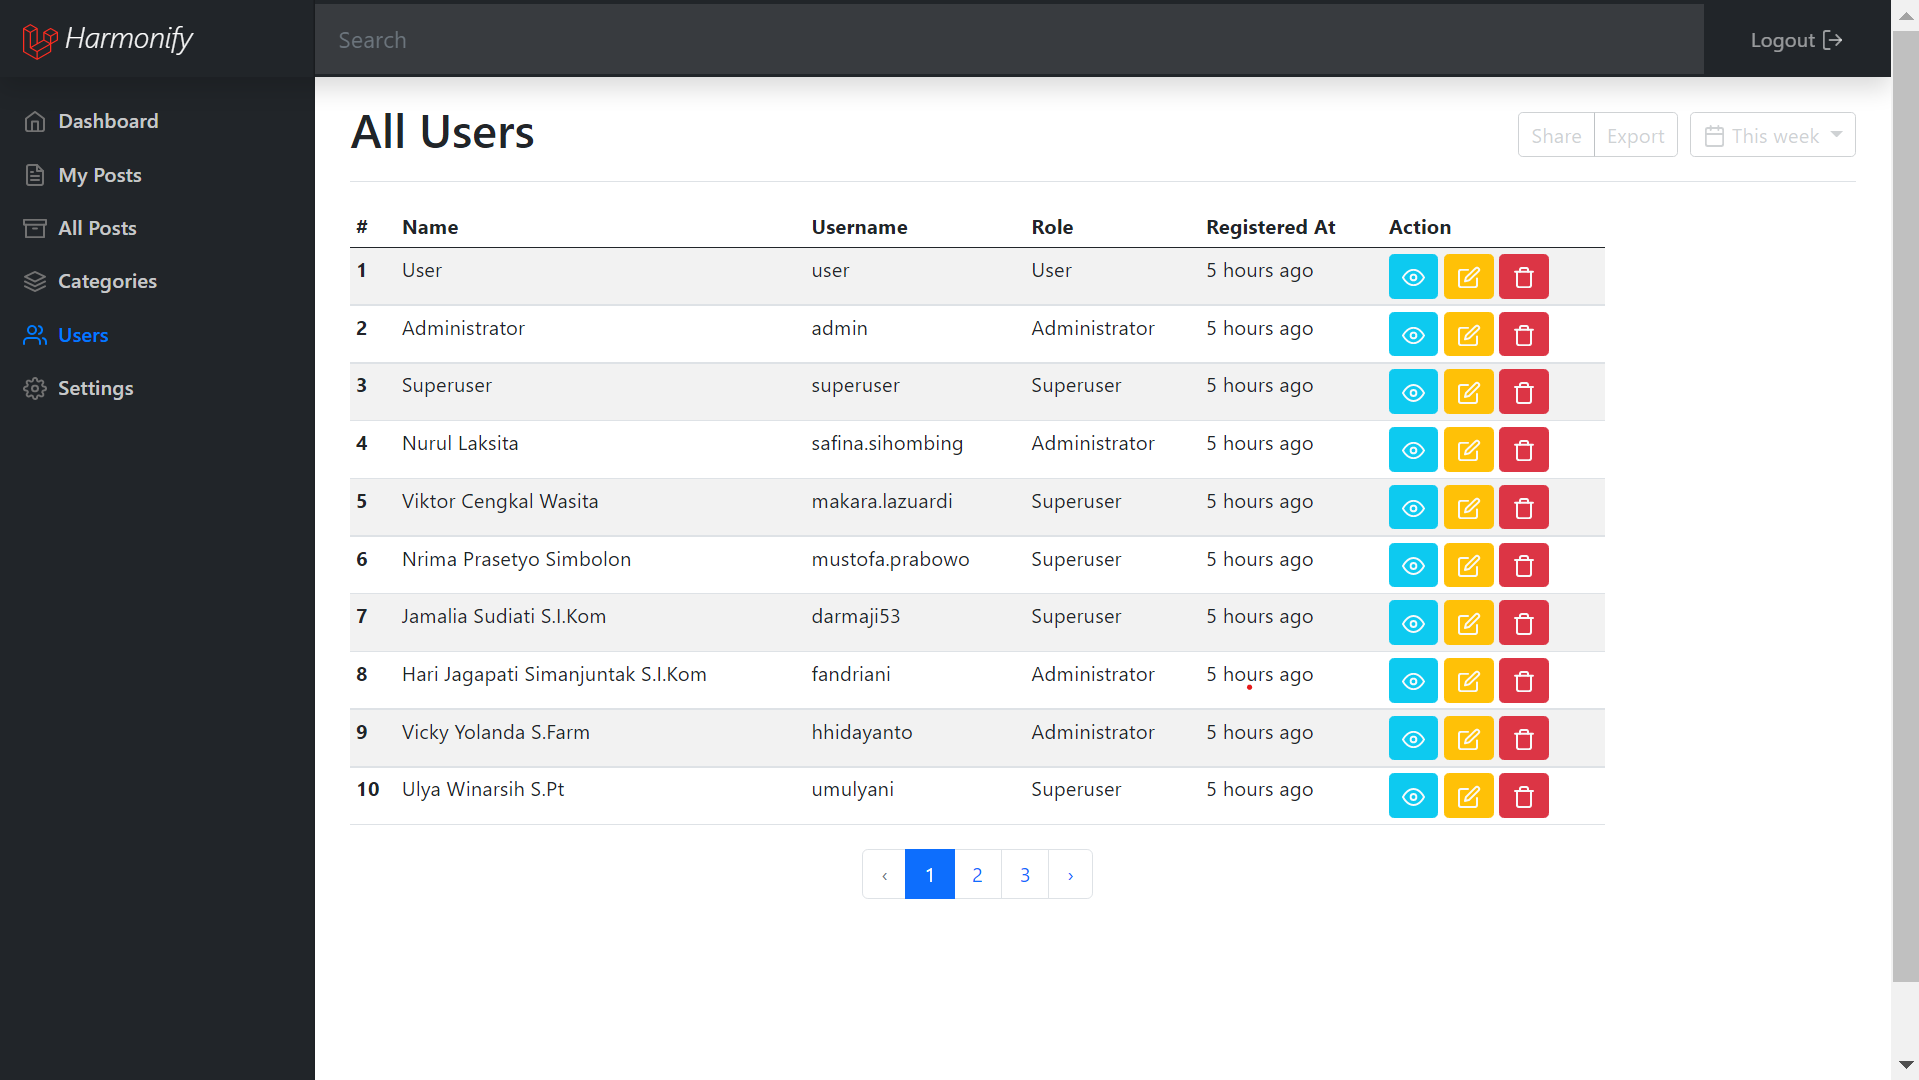 Harmonify
Search
Logout
Dashboard
My Posts
All Posts
Categories
Users
Settings
All Users
Share Export This week
# Name Username Role Registered At Action
1 User user User 5 hours ago
2 Administrator admin Administrator 5 hours ago
3 Superuser superuser Superuser 5 hours ago
4 Nurul Laksita safina.sihombing Administrator 5 hours ago
5 Viktor Cengkal Wasita makara.lazuardi Superuser 5 hours ago
6 Nrima Prasetyo Simbolon mustofa.prabowo Superuser 5 hours ago
7 Jamalia Sudiati S.I.Kom darmaji53 Superuser 5 hours ago
8 Hari Jagapati Simanjuntak S.I.Kom fandriani Administrator 5 hours ago
9 Vicky Yolanda S.Farm hhidayanto Administrator 5 hours ago
10 Ulya Winarsih S.Pt umulyani Superuser 5 hours ago
‹ 1 2 3 ›